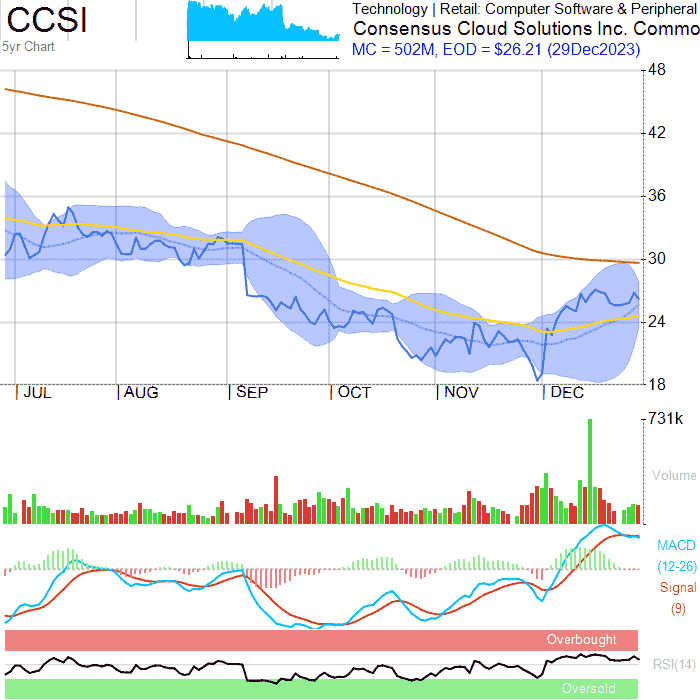 CCSI
5yr Chart
Technology | Retail: Computer Software & Peripheral
Consensus Cloud Solutions Inc. Commo
MC = 502M, EOD = $26.21 (29Dec2023)
48
42
36
30
24
18
JUL AUG SEP OCT NOV DEC
731k
Volume
MACD
(12-26)
Signal
(9)
Overbought
RSI(14)
Oversold